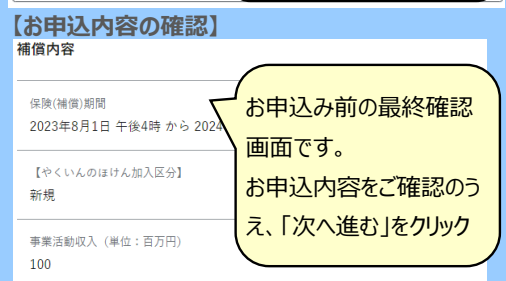 【お申込内容の確認】
補償内容
保険(補償)期間
2023年8月1日 午後4時 から 2024
【やくいんのほけん加入区分】
新規
事業活動収入（単位：百万円）
100
お申込み前の最終確認
画面です。
お申込内容をご確認のう
え、「次へ進む」をクリック